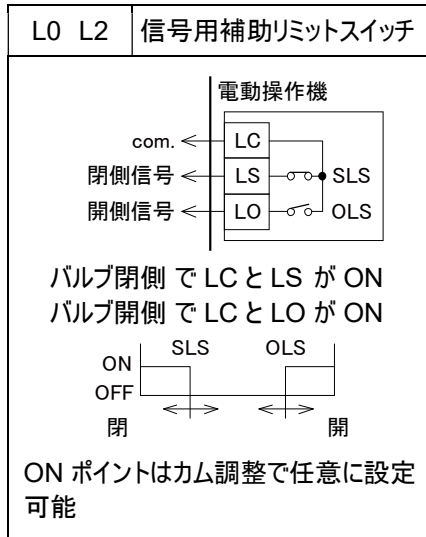 L0 L2 信号用補助リミットスイッチ
電動操作機
com. LC
閉側信号 LS SLS
開側信号 LO OLS
バルブ閉側 で LC と LS が ON
バルブ開側 で LC と LO が ON
SLS OLS
ON
OFF
閉 開
ON ポイントはカム調整で任意に設定
可能